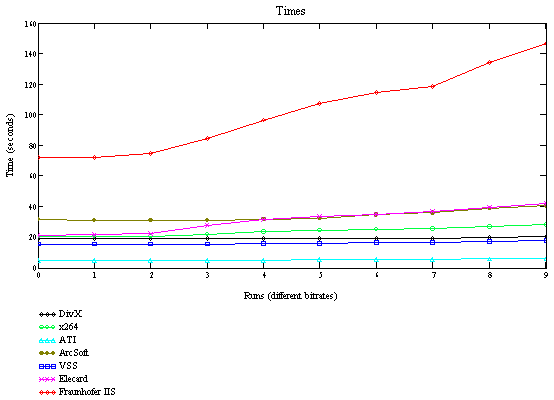 Times
160
140
120
100
80
60
40
20
0
Time (seconds)
0 1 2 3 4 5 6 7 8 9
Runs (different bitrates)
DivX
x264
ATI
ArcSoft
VSS
Elecard
Fraunhofer IIS